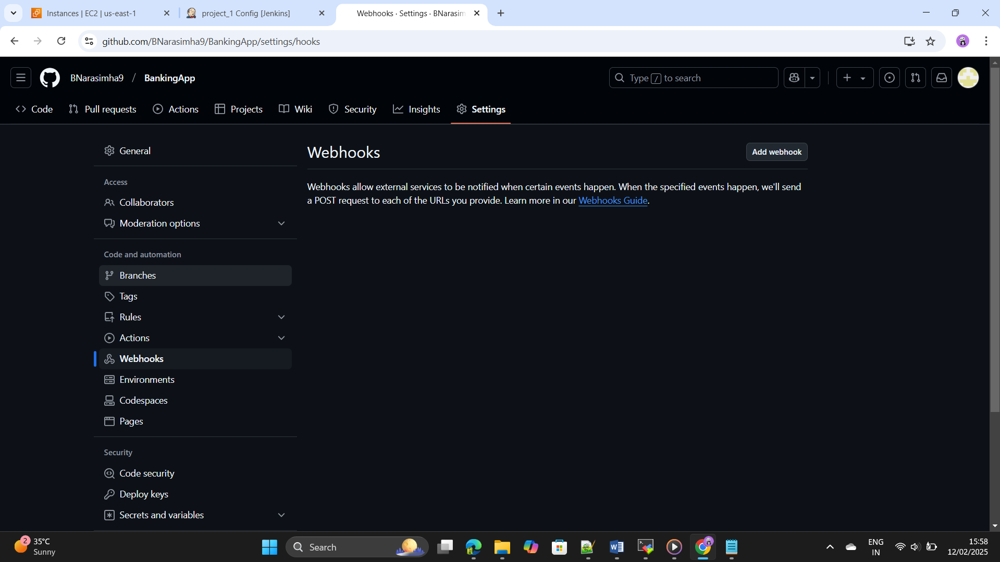 Instances | EC2 | us-east-1
project_1 Config [Jenkins]
Webhooks · Settings · BNarasim
github.com/BNarasimha9/BankingApp/settings/hooks
BNarasimha9 / BankingApp
Type / to search
Code
Pull requests
Actions
Projects
Wiki
Security
Insights
Settings
General
Access
Collaborators
Moderation options
Code and automation
Branches
Tags
Rules
Actions
Webhooks
Environments
Codespaces
Pages
Security
Code security
Deploy keys
Secrets and variables
Webhooks
Add webhook
Webhooks allow external services to be notified when certain events happen. When the specified events happen, we'll send
a POST request to each of the URLs you provide. Learn more in our Webhooks Guide.
2
35°C
Sunny
Search
ENG
IN
15:58
12/02/2025